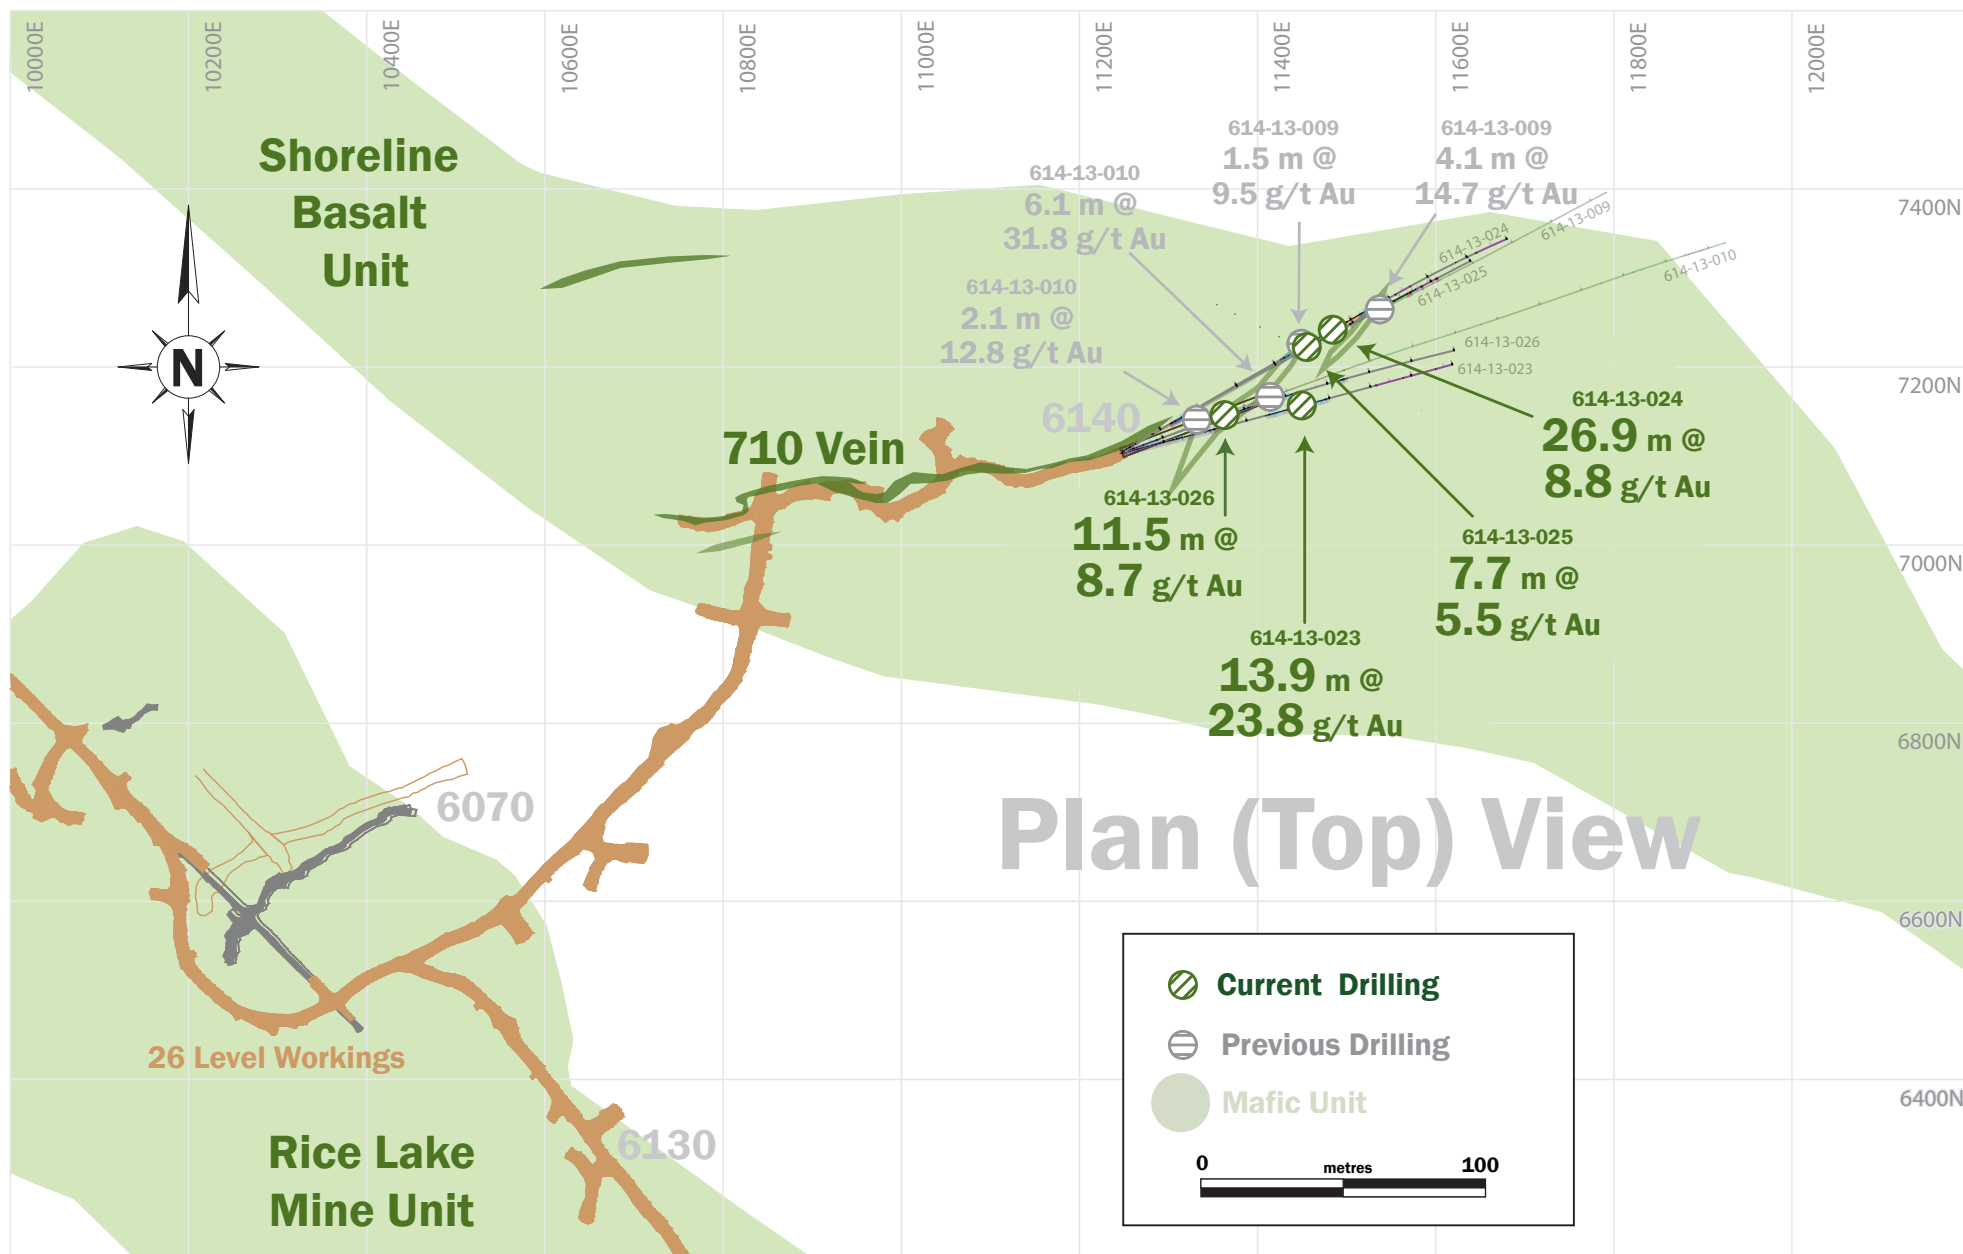 10000E
10200E
10400E
10600E
10800E
11000E
11200E
11400E
11600E
11800E
12000E
Shoreline
Basalt
Unit
614-13-009
1.5 m @
9.5 g/t Au
614-13-009
4.1 m @
14.7 g/t Au
614-13-010
6.1 m @
31.8 g/t Au
614-13-010
2.1 m @
12.8 g/t Au
7400N
614-13-009
614-13-024
614-13-025
614-13-010
614-13-026
614-13-023
7200N
N
6140
710 Vein
614-13-024
26.9 m @
8.8 g/t Au
614-13-026
11.5 m @
8.7 g/t Au
614-13-025
7.7 m @
5.5 g/t Au
7000N
614-13-023
13.9 m @
23.8 g/t Au
6800N
6070
Plan (Top) View
6600N
26 Level Workings
Current Drilling
Previous Drilling
Mafic Unit
6400N
0 metres 100
6130
Rice Lake
Mine Unit